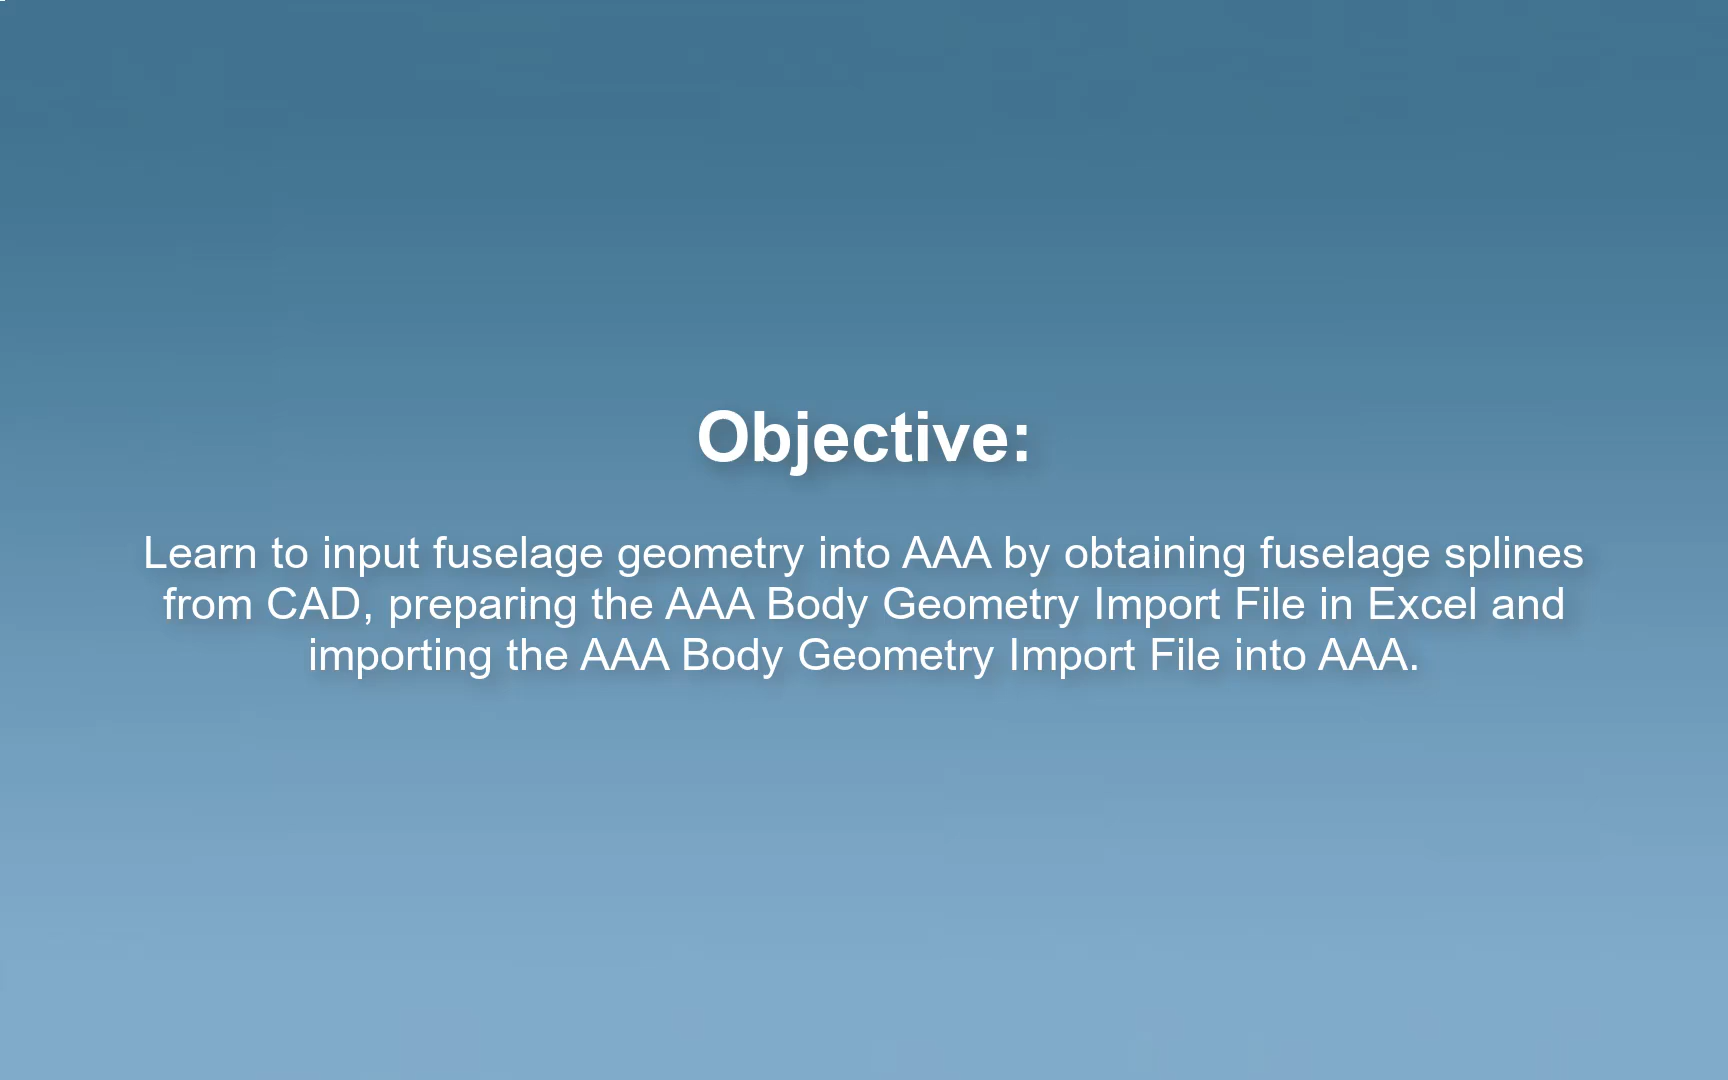 Objective:
Learn to input fuselage geometry into AAA by obtaining fuselage splines
from CAD, preparing the AAA Body Geometry Import File in Excel and
importing the AAA Body Geometry Import File into AAA.